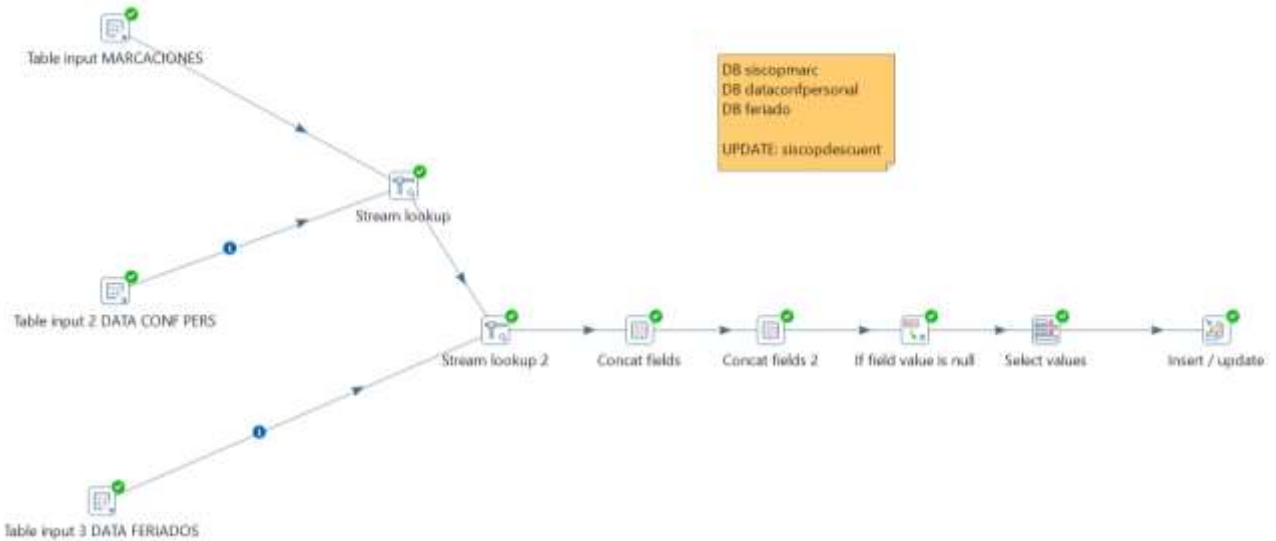 Table input MARCACIONES
DB siscopmarc
DB dataconfpersonal
DB feriado
UPDATE: siscopdescuent
Stream lookup
Table input 2 DATA CONF PERS
Stream lookup 2
Concat fields
Concat fields 2
If field value is null
Select values
Insert / update
Table input 3 DATA FERIADOS